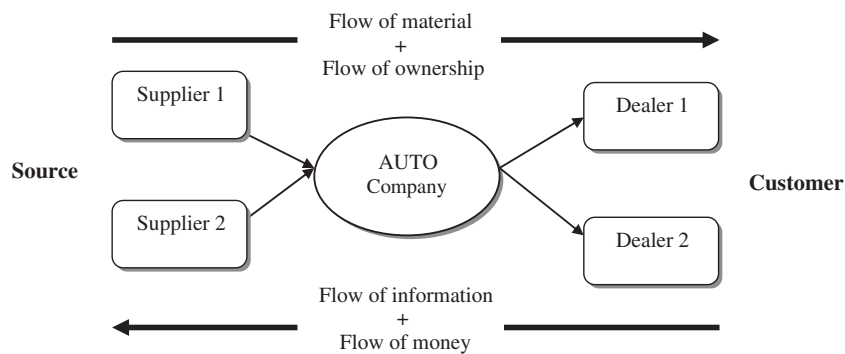 Flow of material
+
Flow of ownership
Supplier 1
Dealer 1
Source
AUTO
Company
Customer
Supplier 2
Dealer 2
Flow of information
+
Flow of money